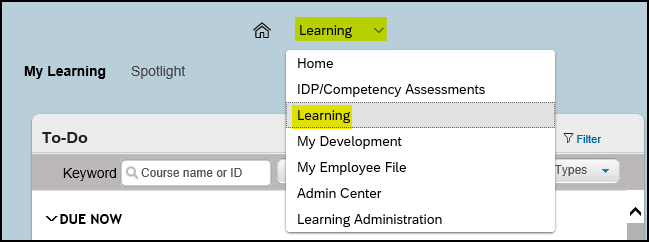 Learning
Home
My Learning Spotlight
IDP/Competency Assessments
Learning
To-Do
My Development
Filter
Keyword Course name or ID
My Employee File
Types
Admin Center
DUE NOW
Learning Administration